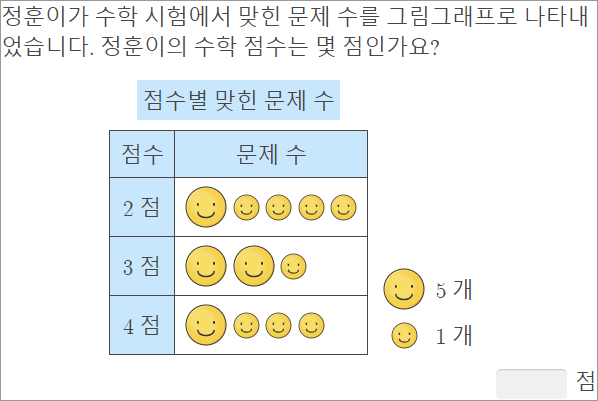 정훈이가 수학 시험에서 맞힌 문제 수를 그림그래프로 나타내
었습니다. 정훈이의 수학 점수는 몇 점인가요?
점수별 맞힌 문제 수
점수 문제 수
2 점
3 점
4 점
5 개
1 개
점